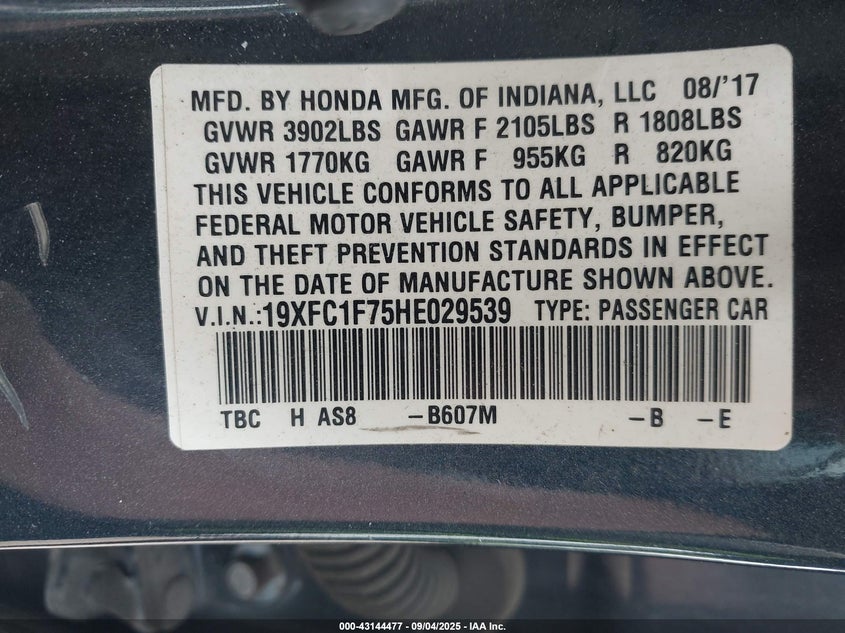 MFD. BY HONDA MFG. OF INDIANA, LLC 08/'17
GVWR 3902LBS GAWR F 2105LBS R 1808LBS
GVWR 1770KG GAWR F 955KG R 820KG
THIS VEHICLE CONFORMS TO ALL APPLICABLE
FEDERAL MOTOR VEHICLE SAFETY, BUMPER,
AND THEFT PREVENTION STANDARDS IN EFFECT
ON THE DATE OF MANUFACTURE SHOWN ABOVE.
V.I.N.:19XFC1F75HE029539 TYPE: PASSENGER CAR
TBC H AS8 -B607M -B -E
000-43144477 - 09/04/2025 - IAA Inc.